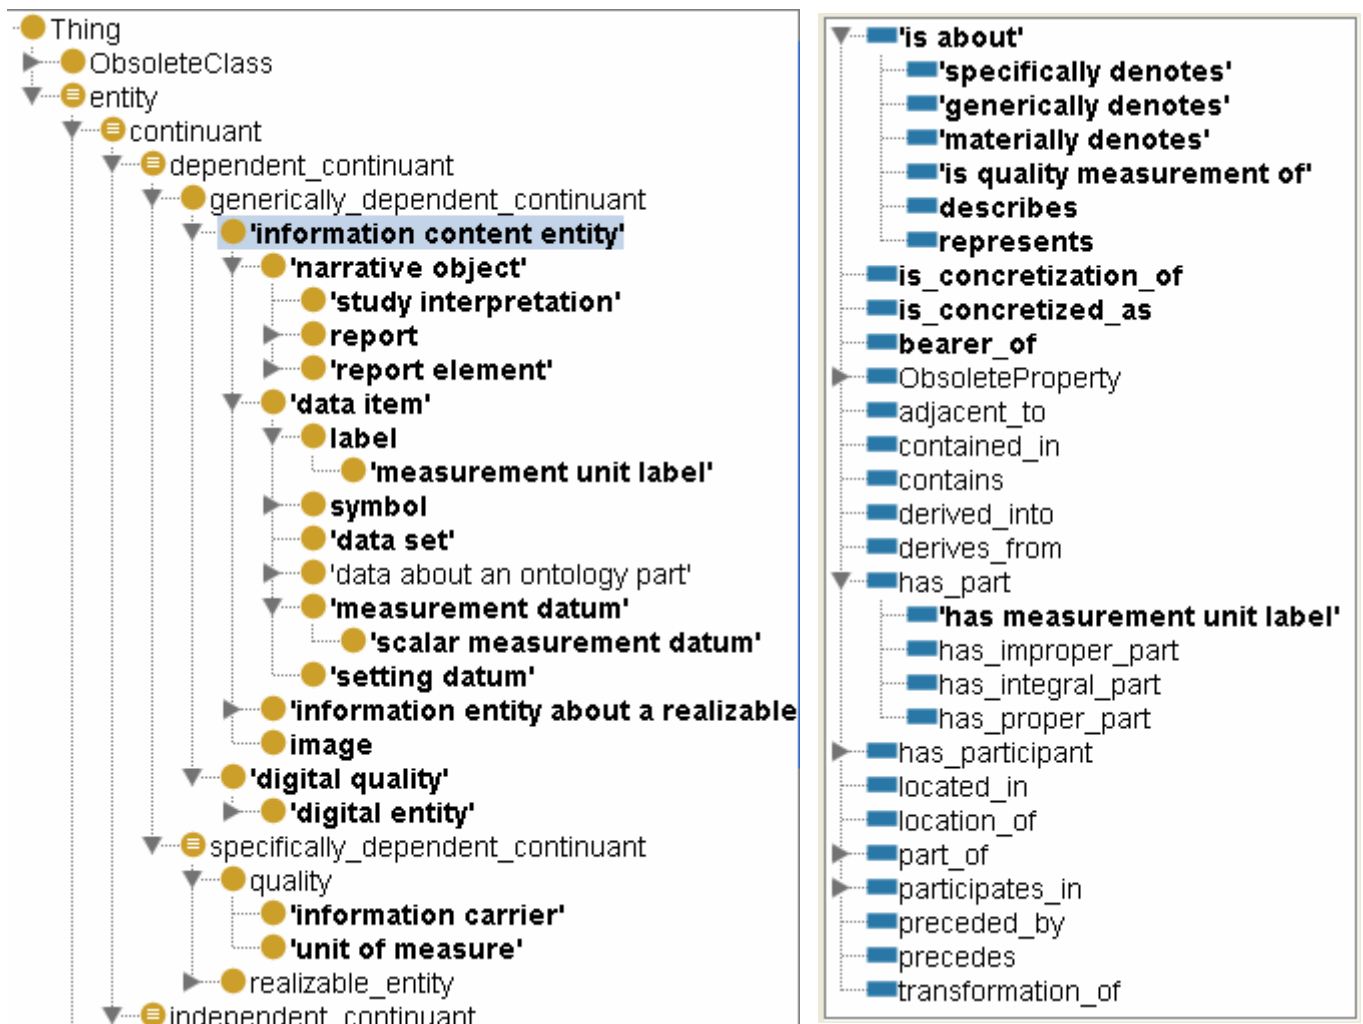 Thing
ObsoleteClass
entity
continuant
dependent_continuant
generically_dependent_continuant
'information content entity'
'narrative object'
'study interpretation'
report
'report element'
'data item'
label
'measurement unit label'
symbol
'data set'
'data about an ontology part'
'measurement datum'
'scalar measurement datum'
'setting datum'
'information entity about a realizable
image
'digital quality'
'digital entity'
specifically_dependent_continuant
quality
'information carrier'
'unit of measure'
realizable_entity
independent_continuant
'is about'
'specifically denotes'
'generically denotes'
'materially denotes'
'is quality measurement of'
describes
represents
is_concretization_of
is_concretized_as
bearer_of
ObsoleteProperty
adjacent_to
contained_in
contains
derived_into
derives_from
has_part
'has measurement unit label'
has_improper_part
has_integral_part
has_proper_part
has_participant
located_in
location_of
part_of
participates_in
preceded_by
precedes
transformation_of